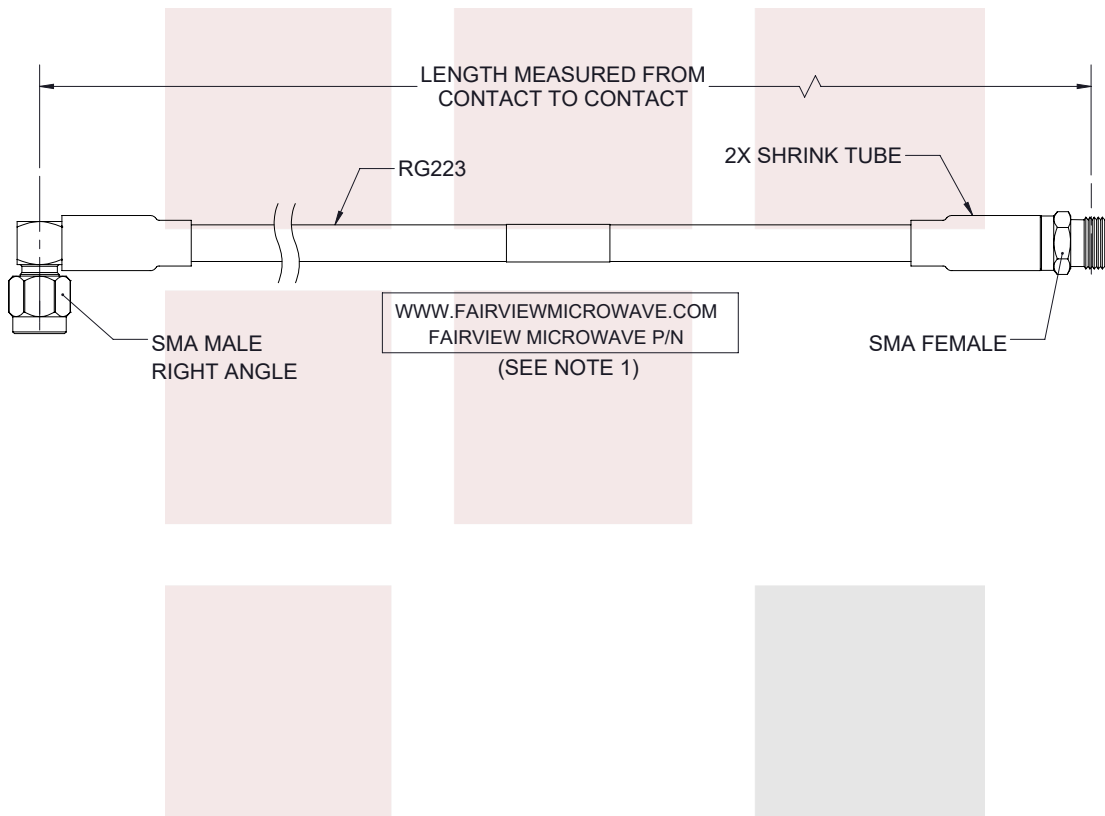 LENGTH MEASURED FROM
CONTACT TO CONTACT
RG223
2X SHRINK TUBE
WWW.FAIRVIEWMICROWAVE.COM
FAIRVIEW MICROWAVE P/N
(SEE NOTE 1)
SMA MALE
RIGHT ANGLE
SMA FEMALE